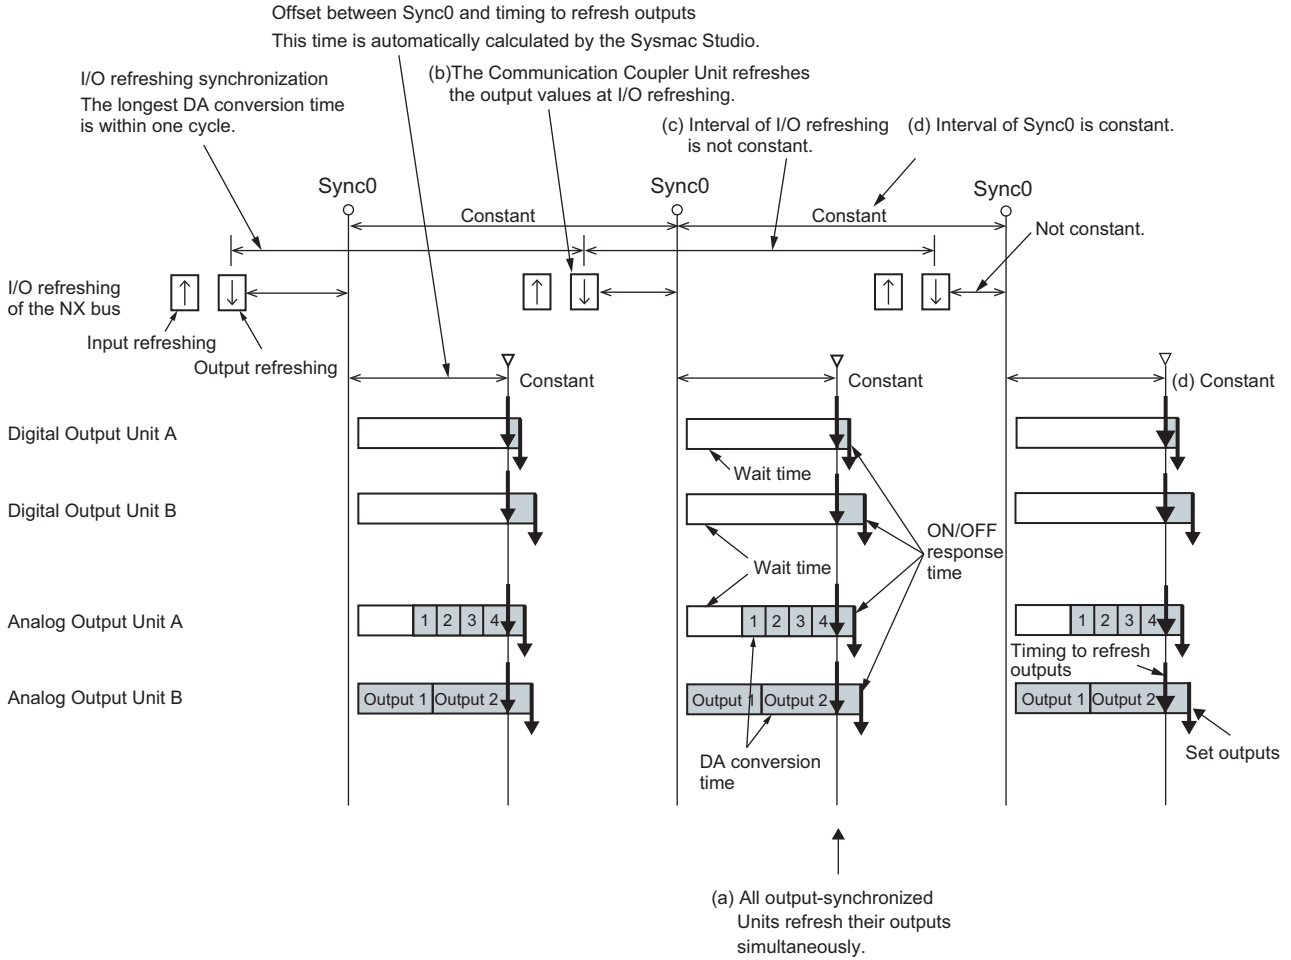 Offset between Sync0 and timing to refresh outputs
This time is automatically calculated by the Sysmac Studio.
I/O refreshing synchronization
The longest DA conversion time
is within one cycle.
(b)The Communication Coupler Unit refreshes
the output values at I/O refreshing.
(c) Interval of I/O refreshing
is not constant.
(d) Interval of Sync0 is constant.
Sync0
Sync0
Sync0
Constant
Constant
Not constant.
I/O refreshing
of the NX bus
Input refreshing
Output refreshing
Constant
Constant
(d) Constant
Digital Output Unit A
Wait time
Digital Output Unit B
ON/OFF
response
time
Wait time
Analog Output Unit A
1 2 3 4
1 2 3 4
1 2 3 4
Timing to refresh
outputs
Analog Output Unit B
Output 1 Output 2
Output 1 Output 2
Output 1 Output 2
Set outputs
DA conversion
time
(a) All output-synchronized
Units refresh their outputs
simultaneously.